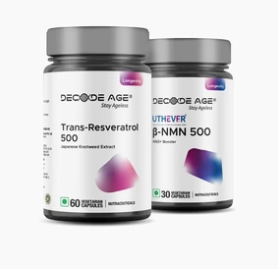 Longevity
DECODE AGE®
Stay Ageless
Trans-Resveratrol
500
Japanese Knotweed Extract
60 VEGETARIAN CAPSULES
NUTRACEUTICALS
Longevity
DECODE AGE®
Stay Ageless
UTHEVER®
β-NMN 500
Booster
30 VEGETARIAN CAPSULES
NUTRACEUTICALS